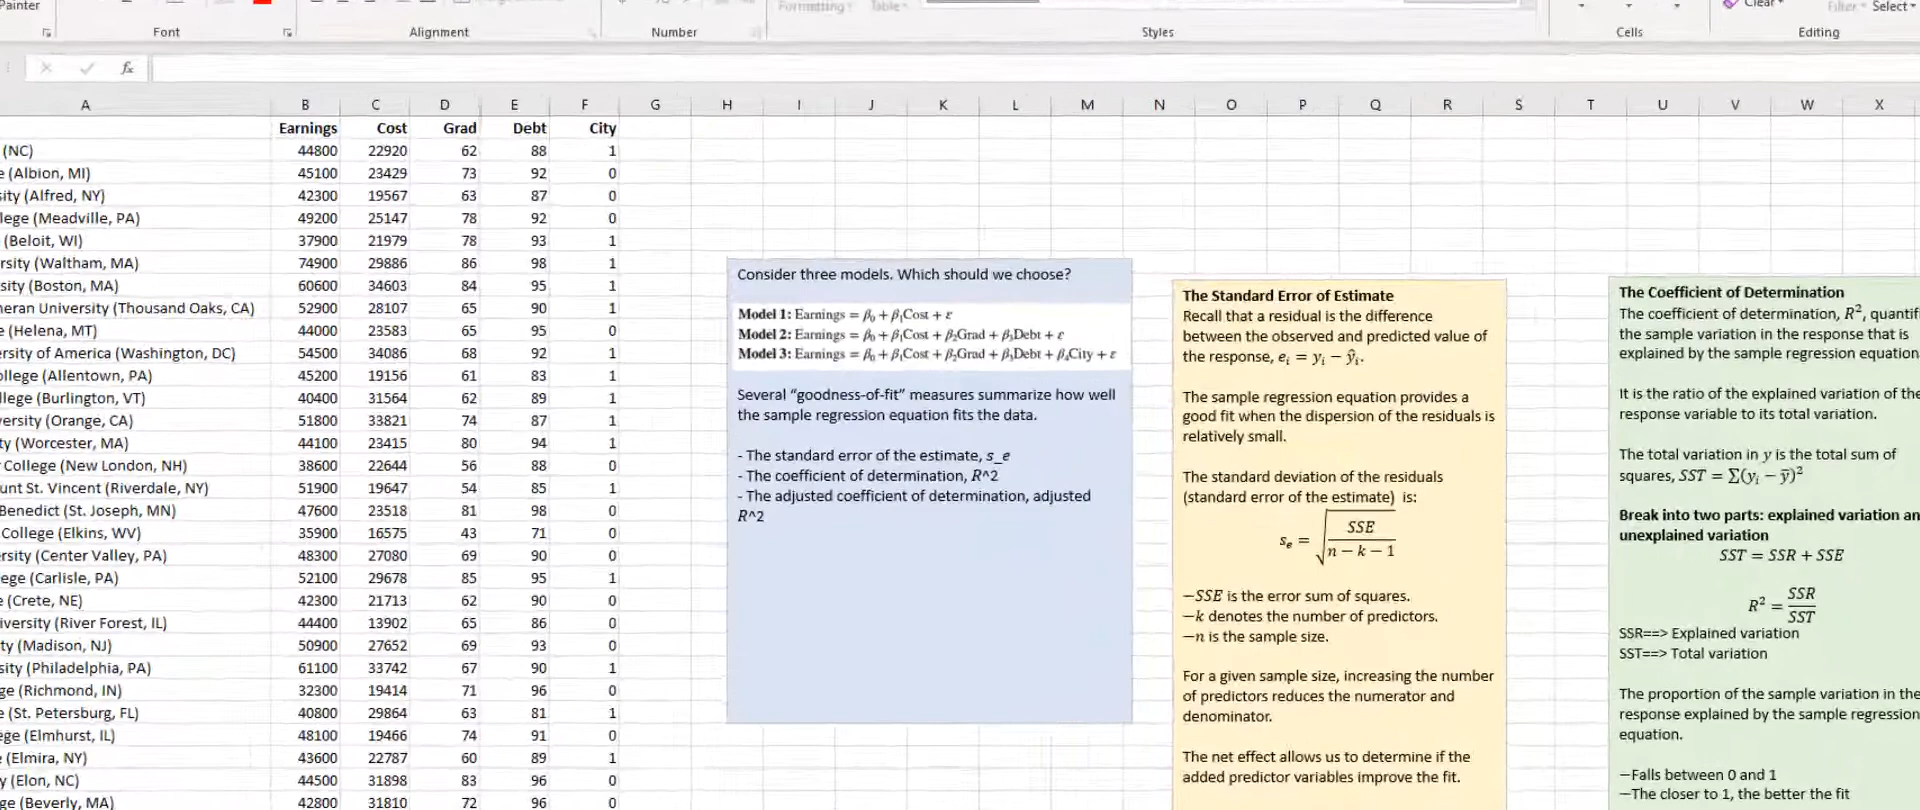 Painter
Formatting
Table
Clear
Filter
Select
Font
Alignment
Number
Styles
Cells
Editing
fx
A B C D E F G H I J K L M N O P Q R S T U V W X
Earnings Cost Grad Debt City
(NC) 44800 22920 62 88 1
e (Albion, MI) 45100 23429 73 92 0
sity (Alfred, NY) 42300 19567 63 87 0
lege (Meadville, PA) 49200 25147 78 92 0
(Beloit, WI) 37900 21979 78 93 1
rsity (Waltham, MA) 74900 29886 86 98 1
sity (Boston, MA) 60600 34603 84 95 1
heran University (Thousand Oaks, CA) 52900 28107 65 90 1
e (Helena, MT) 44000 23583 65 95 0
ersity of America (Washington, DC) 54500 34086 68 92 1
ollege (Allentown, PA) 45200 19156 61 83 1
llege (Burlington, VT) 40400 31564 62 89 1
versity (Orange, CA) 51800 33821 74 87 1
ty (Worcester, MA) 44100 23415 80 94 1
College (New London, NH) 38600 22644 56 88 0
unt St. Vincent (Riverdale, NY) 51900 19647 54 85 1
Benedict (St. Joseph, MN) 47600 23518 81 98 0
College (Elkins, WV) 35900 16575 43 71 0
ersity (Center Valley, PA) 48300 27080 69 90 0
ege (Carlisle, PA) 52100 29678 85 95 1
e (Crete, NE) 42300 21713 62 90 0
iversity (River Forest, IL) 44400 13902 65 86 0
ity (Madison, NJ) 50900 27652 69 93 0
sity (Philadelphia, PA) 61100 33742 67 90 1
ge (Richmond, IN) 32300 19414 71 96 0
e (St. Petersburg, FL) 40800 29864 63 81 1
ege (Elmhurst, IL) 48100 19466 74 91 0
e (Elmira, NY) 43600 22787 60 89 1
y (Elon, NC) 44500 31898 83 96 0
ge (Beverly, MA) 42800 31810 72 96 0
Consider three models. Which should we choose?
Model 1: Earnings = β₀ + β₁Cost + ε
Model 2: Earnings = β₀ + β₁Cost + β₂Grad + β₃Debt + ε
Model 3: Earnings = β₀ + β₁Cost + β₂Grad + β₃Debt + β₄City + ε
Several “goodness-of-fit” measures summarize how well
the sample regression equation fits the data.
- The standard error of the estimate, s_e
- The coefficient of determination, R^2
- The adjusted coefficient of determination, adjusted
R^2
The Standard Error of Estimate
Recall that a residual is the difference
between the observed and predicted value of
the response, eᵢ = yᵢ − ŷᵢ.
The sample regression equation provides a
good fit when the dispersion of the residuals is
relatively small.
The standard deviation of the residuals
(standard error of the estimate) is:
sₑ = √(SSE / (n − k − 1))
−SSE is the error sum of squares.
−k denotes the number of predictors.
−n is the sample size.
For a given sample size, increasing the number
of predictors reduces the numerator and
denominator.
The net effect allows us to determine if the
added predictor variables improve the fit.
The Coefficient of Determination
The coefficient of determination, R², quantifi
the sample variation in the response that is
explained by the sample regression equation
It is the ratio of the explained variation of the
response variable to its total variation.
The total variation in y is the total sum of
squares, SST = Σ(yᵢ − ȳ)²
Break into two parts: explained variation an
unexplained variation
SST = SSR + SSE
R² = SSR / SST
SSR==> Explained variation
SST==> Total variation
The proportion of the sample variation in the
response explained by the sample regression
equation.
−Falls between 0 and 1
−The closer to 1, the better the fit